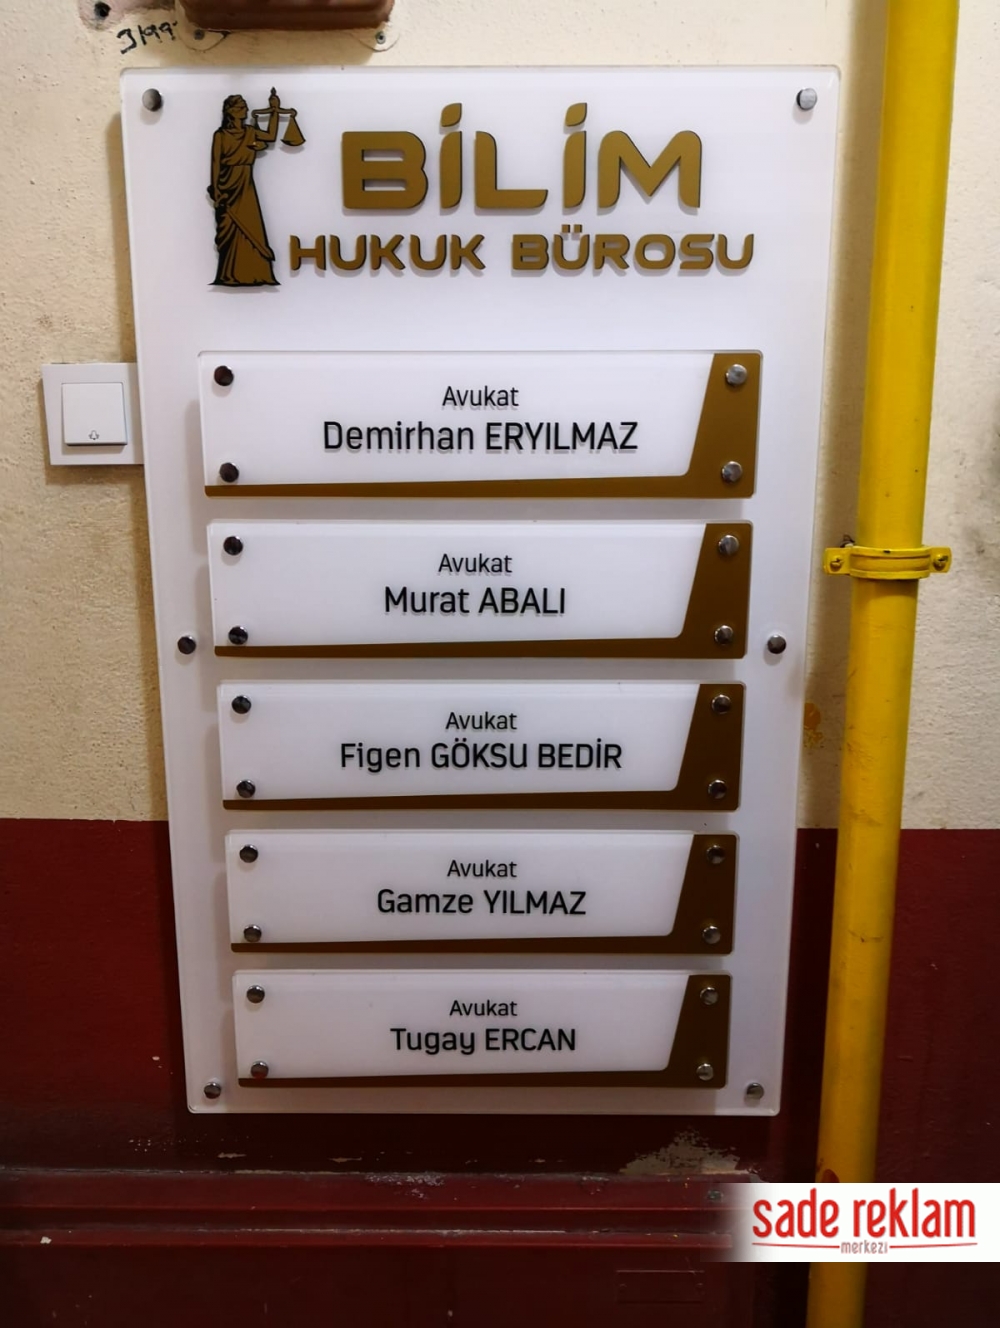 BİLİM
HUKUK BÜROSU
Avukat
Demirhan ERYILMAZ
Avukat
Murat ABALI
Avukat
Figen GÖKSU BEDİR
Avukat
Gamze YILMAZ
Avukat
Tugay ERCAN
sade reklam
merkezi